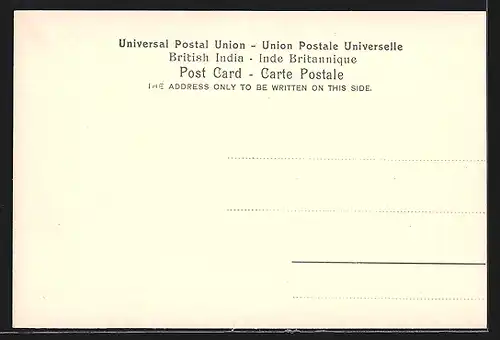 Universal Postal Union - Union Postale Universelle
British India - Inde Britannique
Post Card - Carte Postale
THE ADDRESS ONLY TO BE WRITTEN ON THIS SIDE.